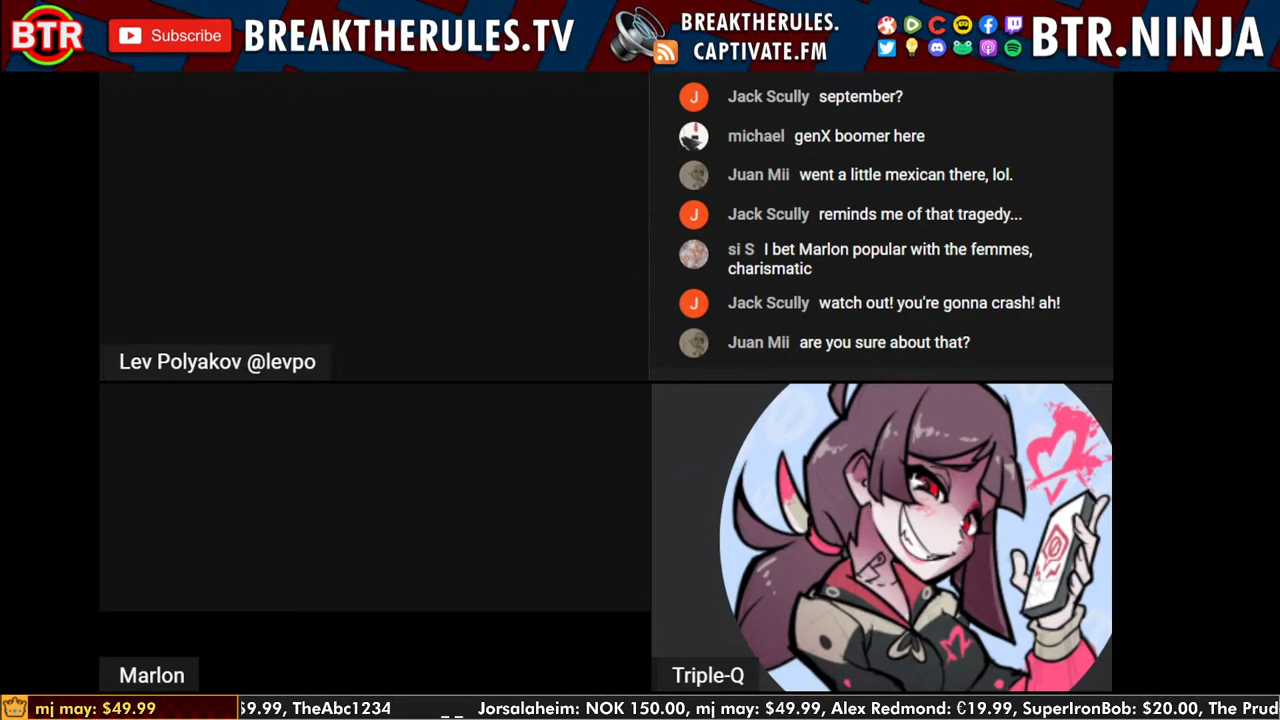 BTR
Subscribe
BREAKTHERULES.TV
BREAKTHERULES.
CAPTIVATE.FM
BTR.NINJA
J Jack Scully september?
michael genX boomer here
Juan Mii went a little mexican there, lol.
J Jack Scully reminds me of that tragedy...
si S I bet Marlon popular with the femmes,
charismatic
J Jack Scully watch out! you're gonna crash! ah!
Juan Mii are you sure about that?
Lev Polyakov @levpo
Marlon
Triple-Q
mj may: $49.99
$9.99, TheAbc1234 _ _ Jorsalaheim: NOK 150.00, mj may: $49.99, Alex Redmond: €19.99, SuperIronBob: $20.00, The Prud